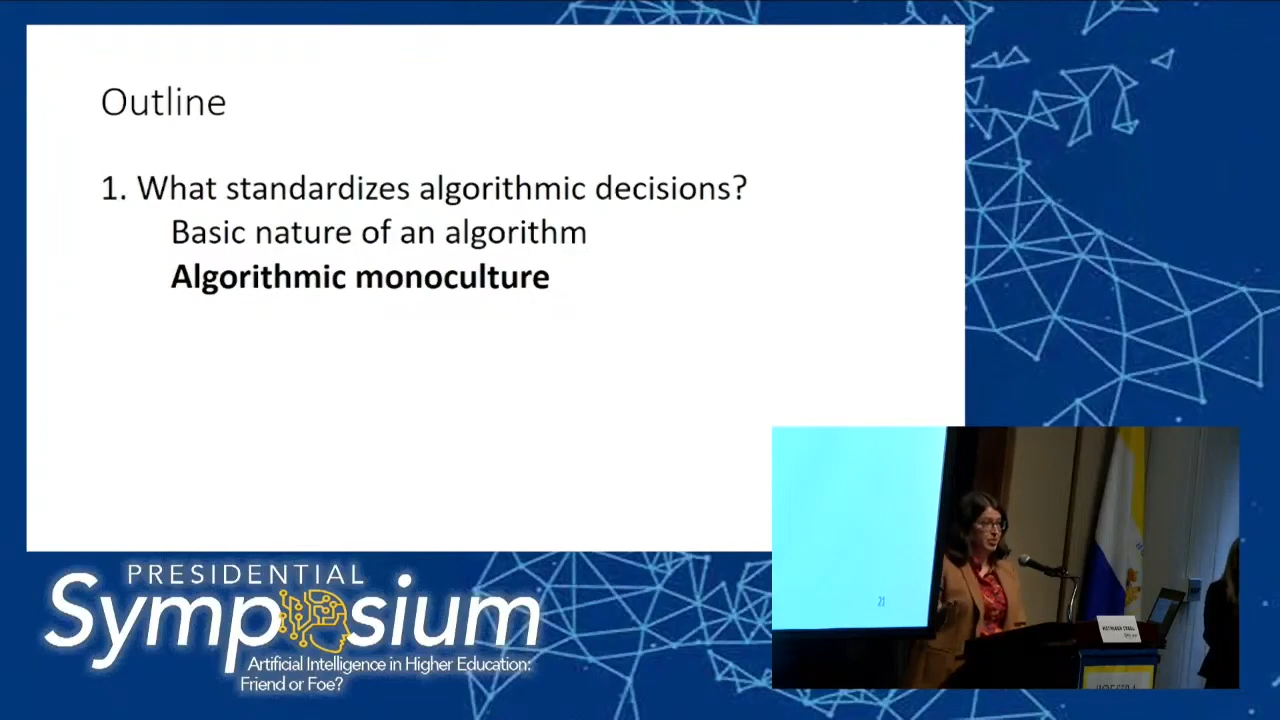 Outline
1. What standardizes algorithmic decisions?
Basic nature of an algorithm
Algorithmic monoculture
21
PRESIDENTIAL
Symposium
Artificial Intelligence in Higher Education:
Friend or Foe?